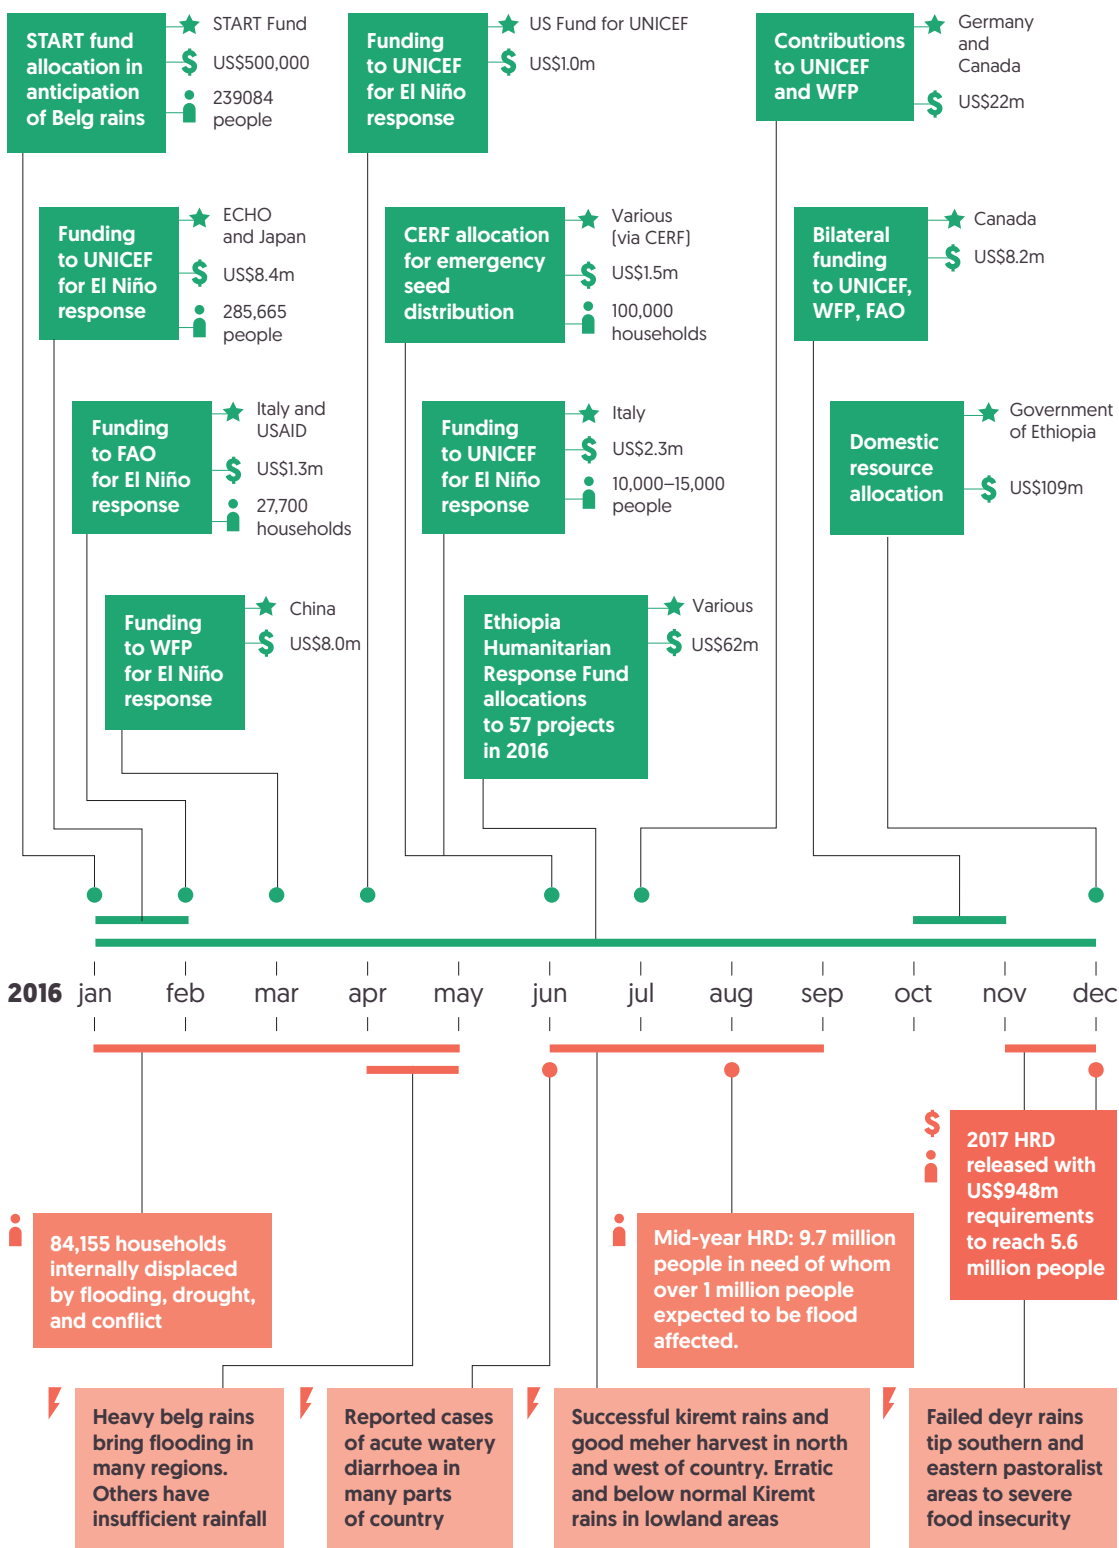 START fund
allocation in
anticipation
of Belg rains
START Fund
US$500,000
239084
people
Funding
to UNICEF
for El Niño
response
US Fund for UNICEF
US$1.0m
Contributions
to UNICEF
and WFP
Germany
and
Canada
US$22m
Funding
to UNICEF
for El Niño
response
ECHO
and Japan
US$8.4m
285,665
people
CERF allocation
for emergency
seed
distribution
Various
(via CERF)
US$1.5m
100,000
households
Bilateral
funding
to UNICEF,
WFP, FAO
Canada
US$8.2m
Funding
to FAO
for El Niño
response
Italy and
USAID
US$1.3m
27,700
households
Funding
to UNICEF
for El Niño
response
Italy
US$2.3m
10,000–15,000
people
Domestic
resource
allocation
Government
of Ethiopia
US$109m
Funding
to WFP
for El Niño
response
China
US$8.0m
Ethiopia
Humanitarian
Response Fund
allocations
to 57 projects
in 2016
Various
US$62m
2016 jan feb mar apr may jun jul aug sep oct nov dec
2017 HRD
released with
US$948m
requirements
to reach 5.6
million people
84,155 households
internally displaced
by flooding, drought,
and conflict
Mid-year HRD: 9.7 million
people in need of whom
over 1 million people
expected to be flood
affected.
Heavy belg rains
bring flooding in
many regions.
Others have
insufficient rainfall
Reported cases
of acute watery
diarrhoea in
many parts
of country
Successful kiremt rains and
good meher harvest in north
and west of country. Erratic
and below normal Kiremt
rains in lowland areas
Failed deyr rains
tip southern and
eastern pastoralist
areas to severe
food insecurity